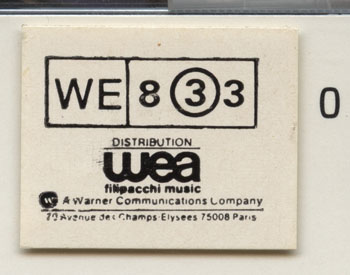 WE 8 3 3
0
DISTRIBUTION
wea
filipacchi music
A Warner Communications Company
70 Avenue des Champs-Elysees 75008 Paris